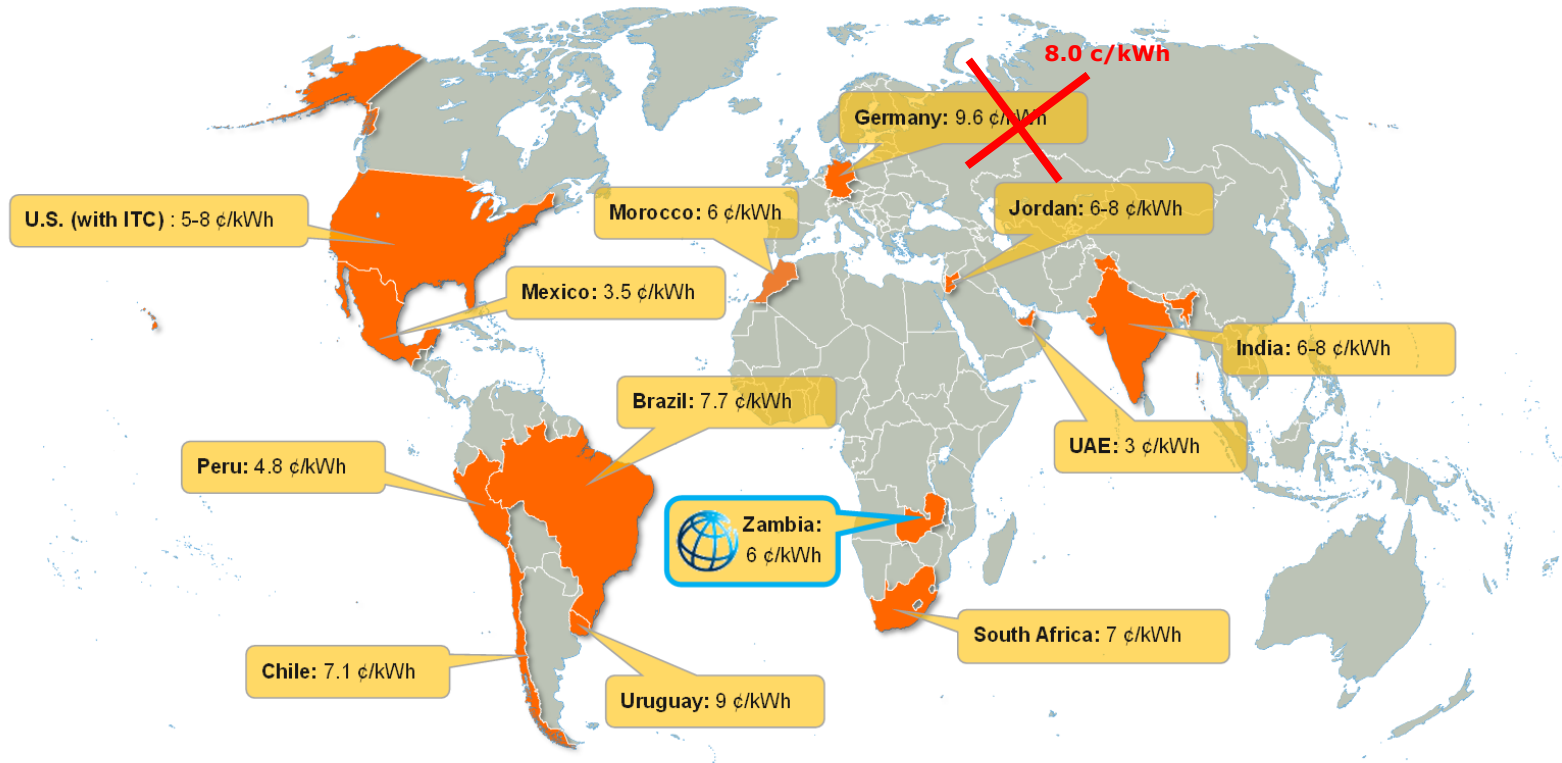 8.0 c/kWh
Germany: 9.6 ¢/kWh
U.S. (with ITC) : 5-8 ¢/kWh
Morocco: 6 ¢/kWh
Jordan: 6-8 ¢/kWh
Mexico: 3.5 ¢/kWh
India: 6-8 ¢/kWh
Brazil: 7.7 ¢/kWh
UAE: 3 ¢/kWh
Peru: 4.8 ¢/kWh
Zambia:
6 ¢/kWh
South Africa: 7 ¢/kWh
Chile: 7.1 ¢/kWh
Uruguay: 9 ¢/kWh